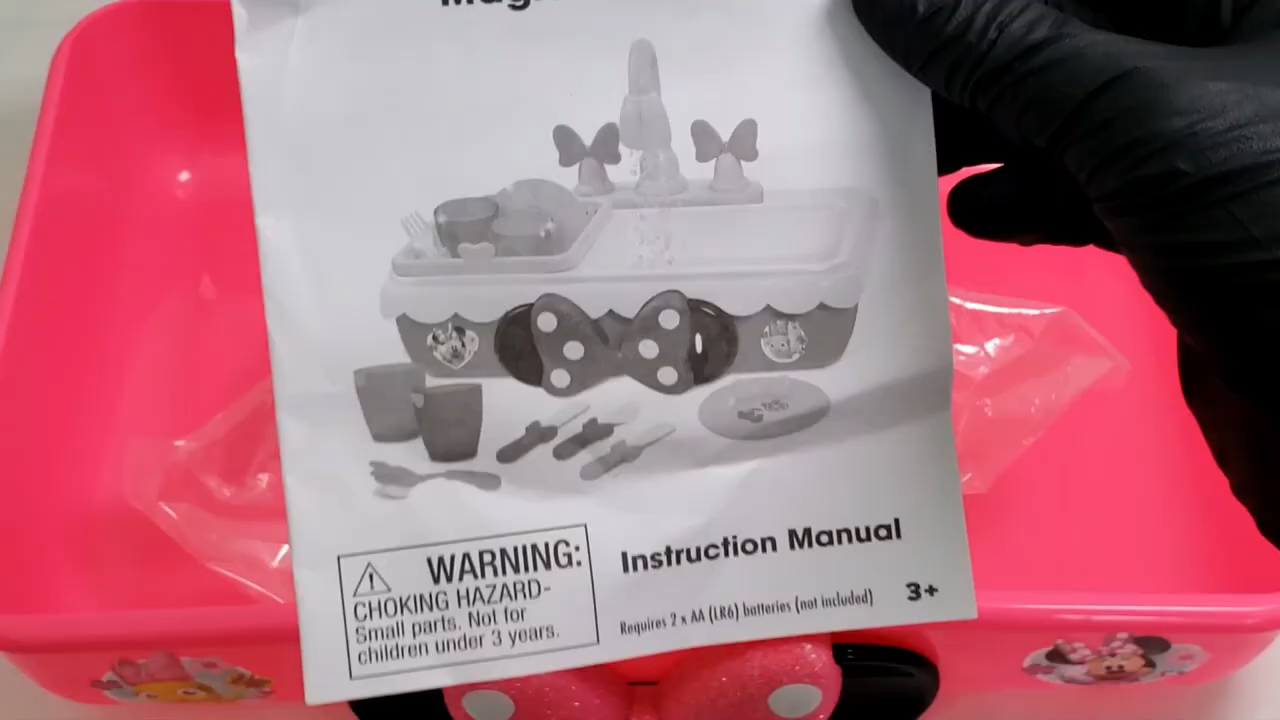 WARNING:
CHOKING HAZARD-
Small parts. Not for
children under 3 years.
Instruction Manual
Requires 2 x AA (LR6) batteries (not included)
3+